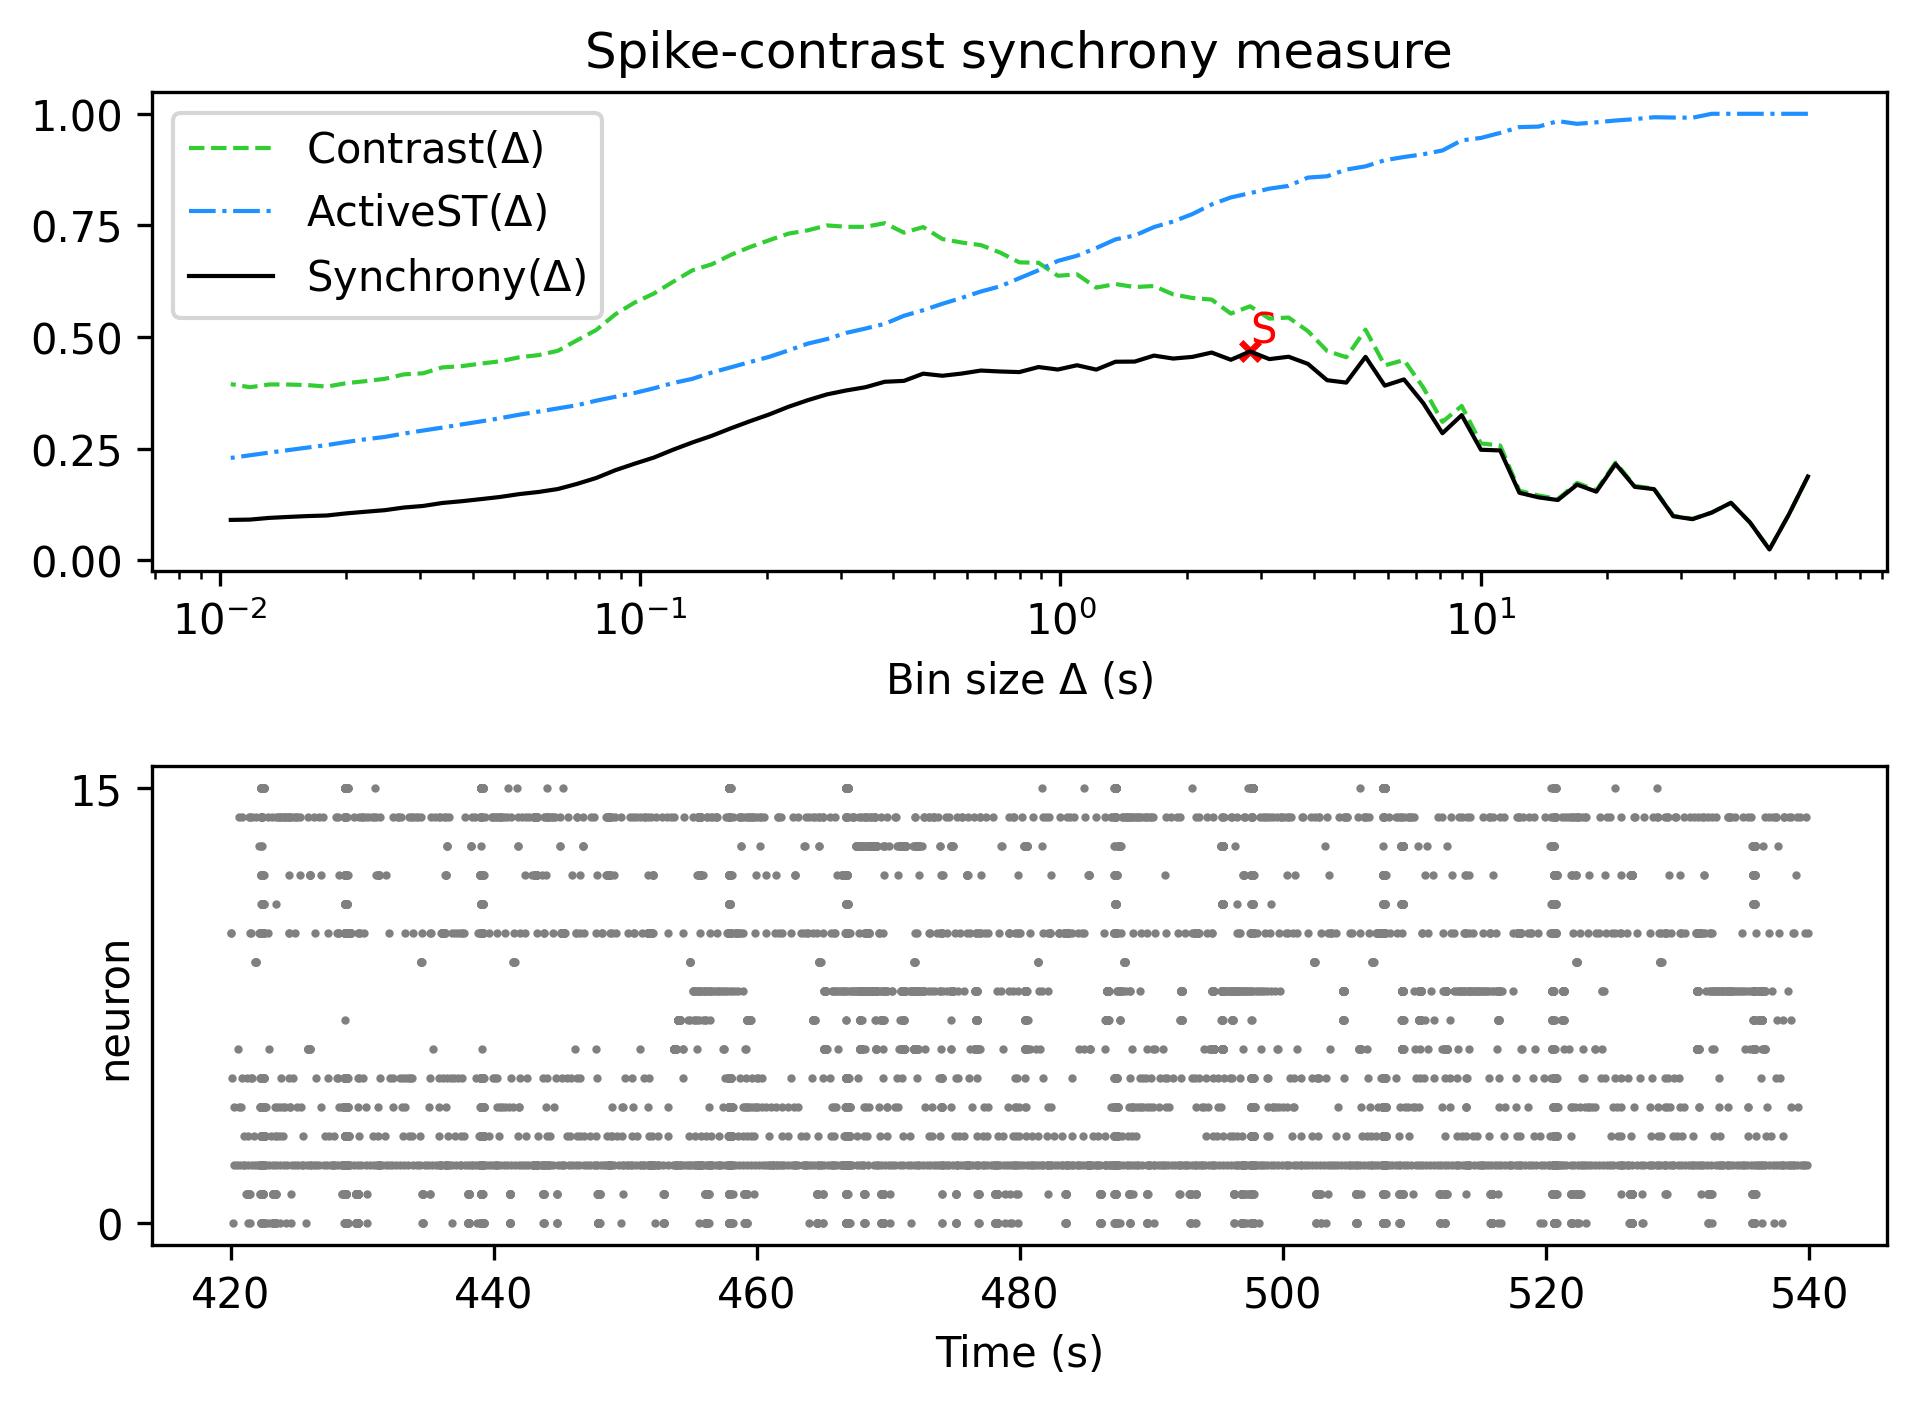 Spike-contrast synchrony measure
1.00
0.75
0.50
0.25
0.00
Contrast(Δ)
ActiveST(Δ)
Synchrony(Δ)
S
10⁻² 10⁻¹ 10⁰ 10¹
Bin size Δ (s)
15
0
neuron
420 440 460 480 500 520 540
Time (s)